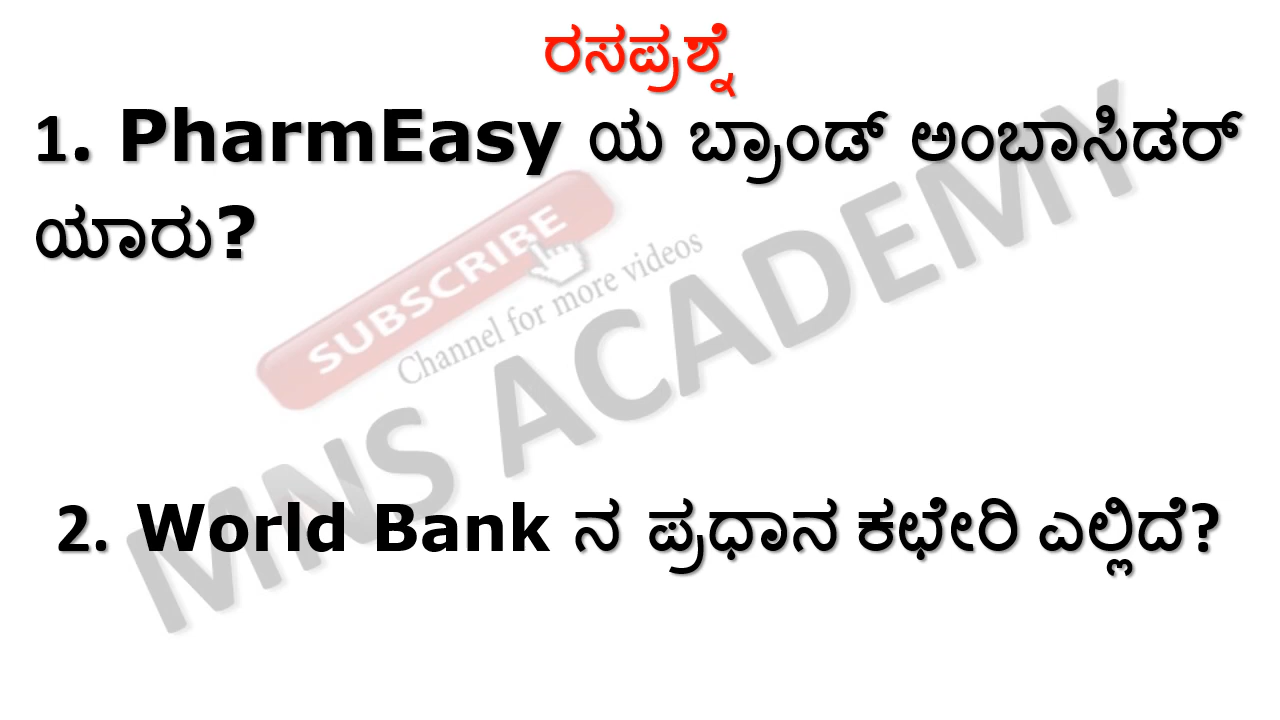 ರಸಪ್ರಶ್ನೆ
1. PharmEasy ಯ ಬ್ರಾಂಡ್ ಅಂಬಾಸಿಡರ್
ಯಾರು?
SUBSCRIBE
Channel for more videos
MNS ACADEMY
2. World Bank ನ ಪ್ರಧಾನ ಕಛೇರಿ ಎಲ್ಲಿದೆ?